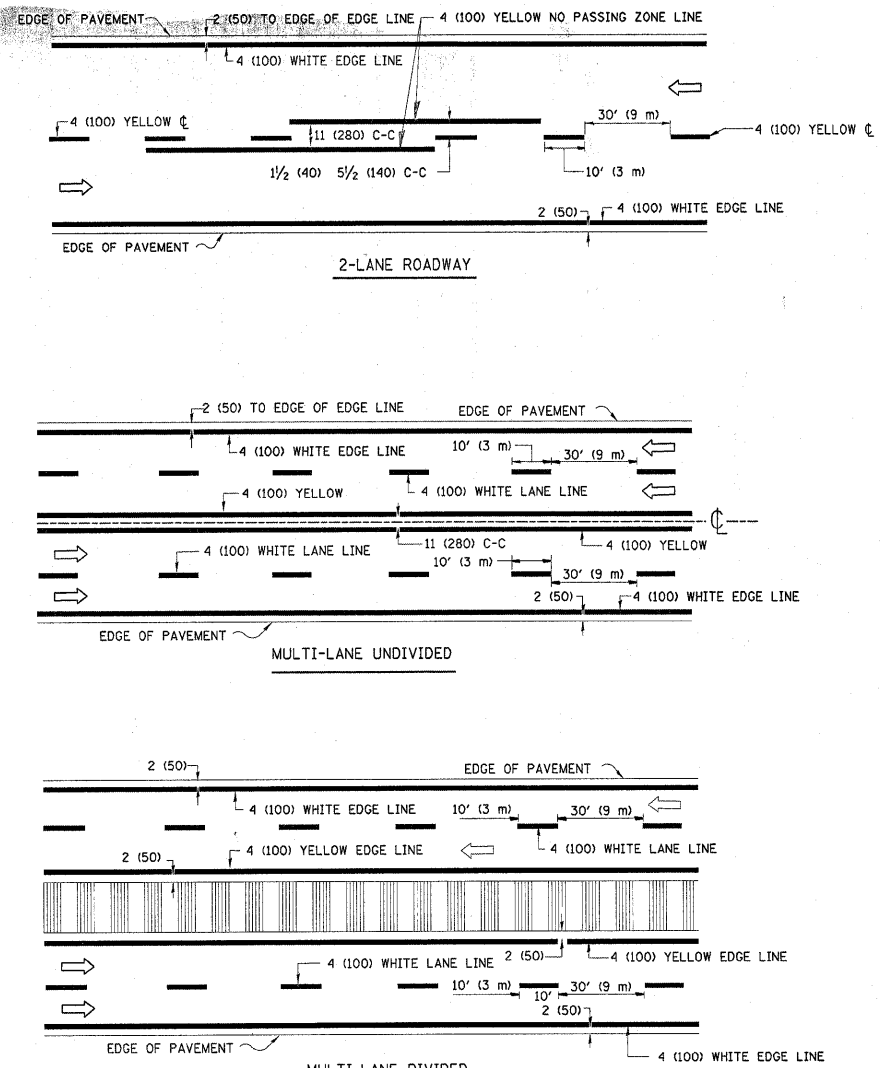 EDGE OF PAVEMENT
2 (50) TO EDGE OF EDGE LINE
4 (100) YELLOW NO PASSING ZONE LINE
4 (100) WHITE EDGE LINE
4 (100) YELLOW ℄
11 (280) C-C
30' (9 m)
4 (100) YELLOW ℄
1½ (40) 5½ (140) C-C
10' (3 m)
2 (50)
4 (100) WHITE EDGE LINE
EDGE OF PAVEMENT
2-LANE ROADWAY
2 (50) TO EDGE OF EDGE LINE
EDGE OF PAVEMENT
4 (100) WHITE EDGE LINE
10' (3 m)
30' (9 m)
4 (100) YELLOW
4 (100) WHITE LANE LINE
℄
11 (280) C-C
4 (100) YELLOW
4 (100) WHITE LANE LINE
10' (3 m)
30' (9 m)
2 (50)
4 (100) WHITE EDGE LINE
EDGE OF PAVEMENT
MULTI-LANE UNDIVIDED
2 (50)
EDGE OF PAVEMENT
4 (100) WHITE EDGE LINE
10' (3 m)
30' (9 m)
4 (100) WHITE LANE LINE
2 (50)
4 (100) YELLOW EDGE LINE
2 (50)
4 (100) YELLOW EDGE LINE
4 (100) WHITE LANE LINE
10' (3 m)
30' (9 m)
10'
2 (50)
EDGE OF PAVEMENT
4 (100) WHITE EDGE LINE
MULTI-LANE DIVIDED